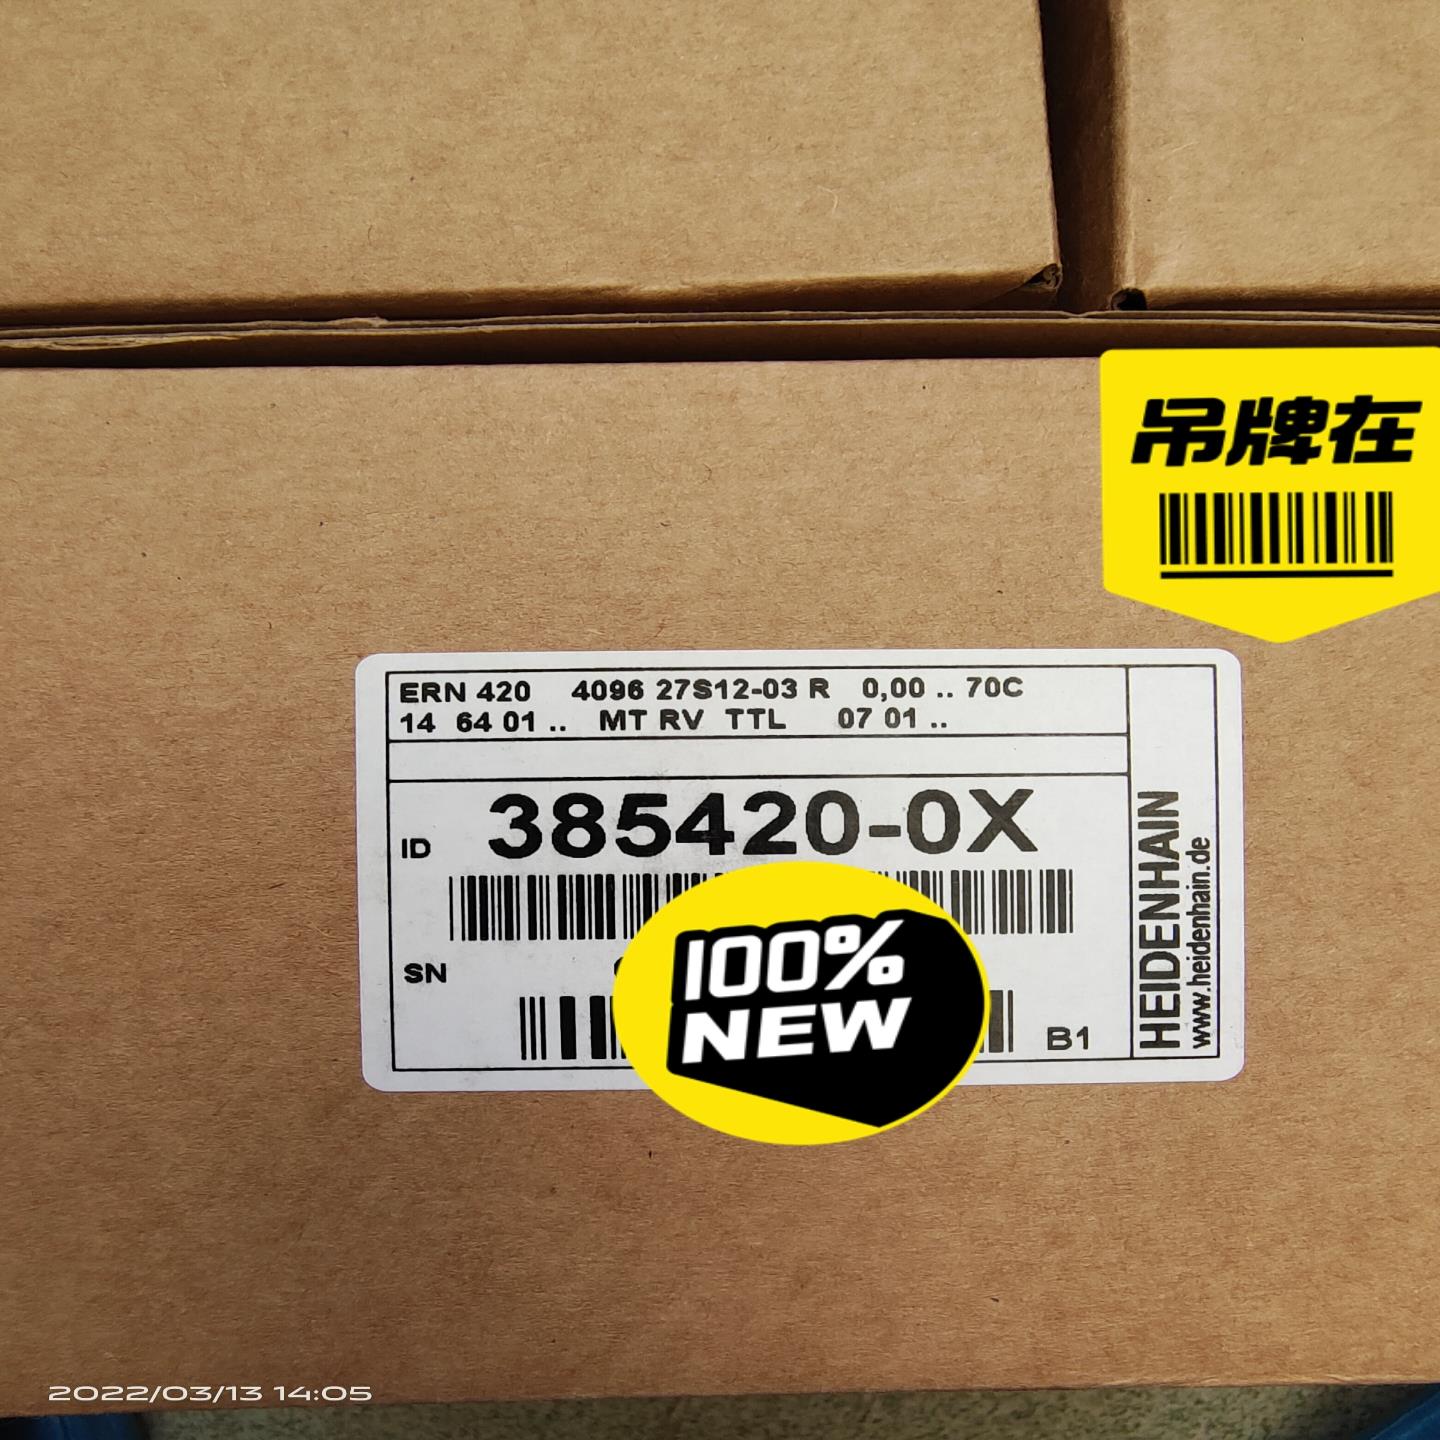 吊牌在
ERN 420 4096 27S12-03 R 0,00 .. 70C
14 64 01 .. MT RV TTL 07 01 ..
ID 385420-0X
SN
100%
NEW
B1
HEIDENHAIN
www.heidenhain.de
2022/03/13 14:05